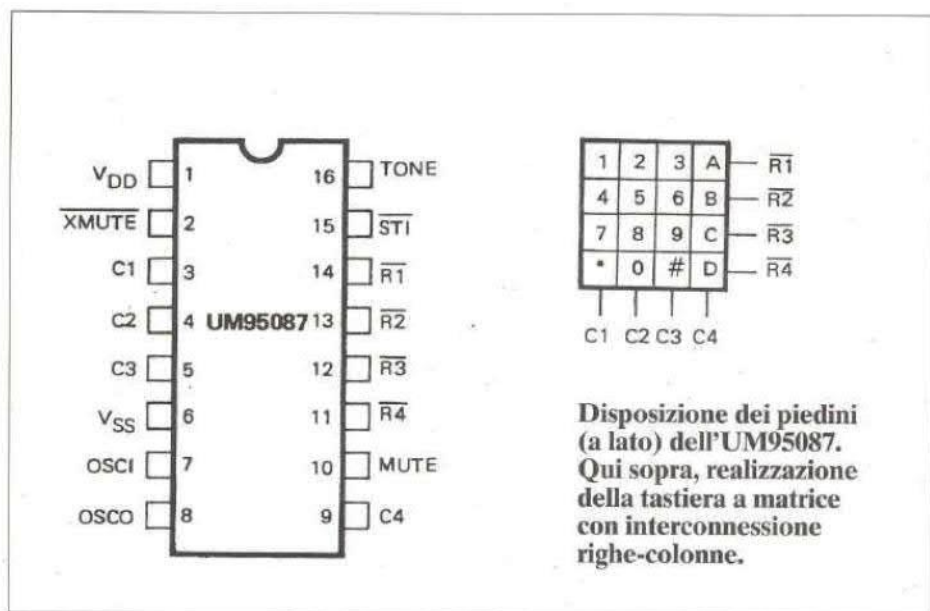 VDD 1 16 TONE
XMUTE 2 15 STI
C1 3 14 R1
C2 4 UM95087 13 R2
C3 5 12 R3
VSS 6 11 R4
OSCI 7 10 MUTE
OSCO 8 9 C4
1 2 3 A R1
4 5 6 B R2
7 8 9 C R3
* 0 # D R4
C1 C2 C3 C4
Disposizione dei piedini
(a lato) dell'UM95087.
Qui sopra, realizzazione
della tastiera a matrice
con interconnessione
righe-colonne.